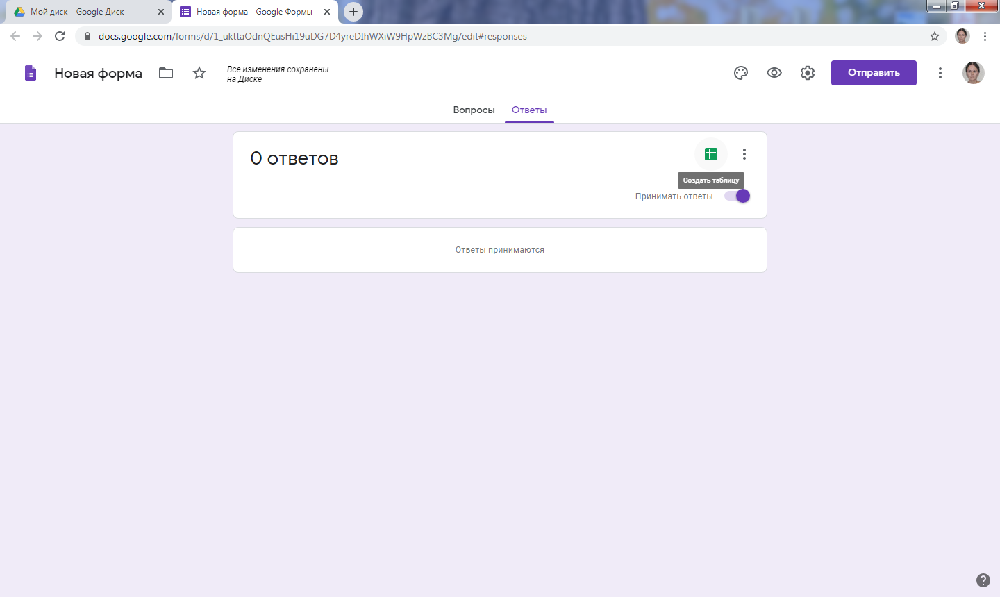 Мой диск – Google Диск
Новая форма - Google Формы
docs.google.com/forms/d/1_ukttaOdnQEusHi19uDG7D4yreDIhWXiW9HpWzBC3Mg/edit#responses
Новая форма
Все изменения сохранены
на Диске
Отправить
Вопросы
Ответы
0 ответов
Создать таблицу
Принимать ответы
Ответы принимаются